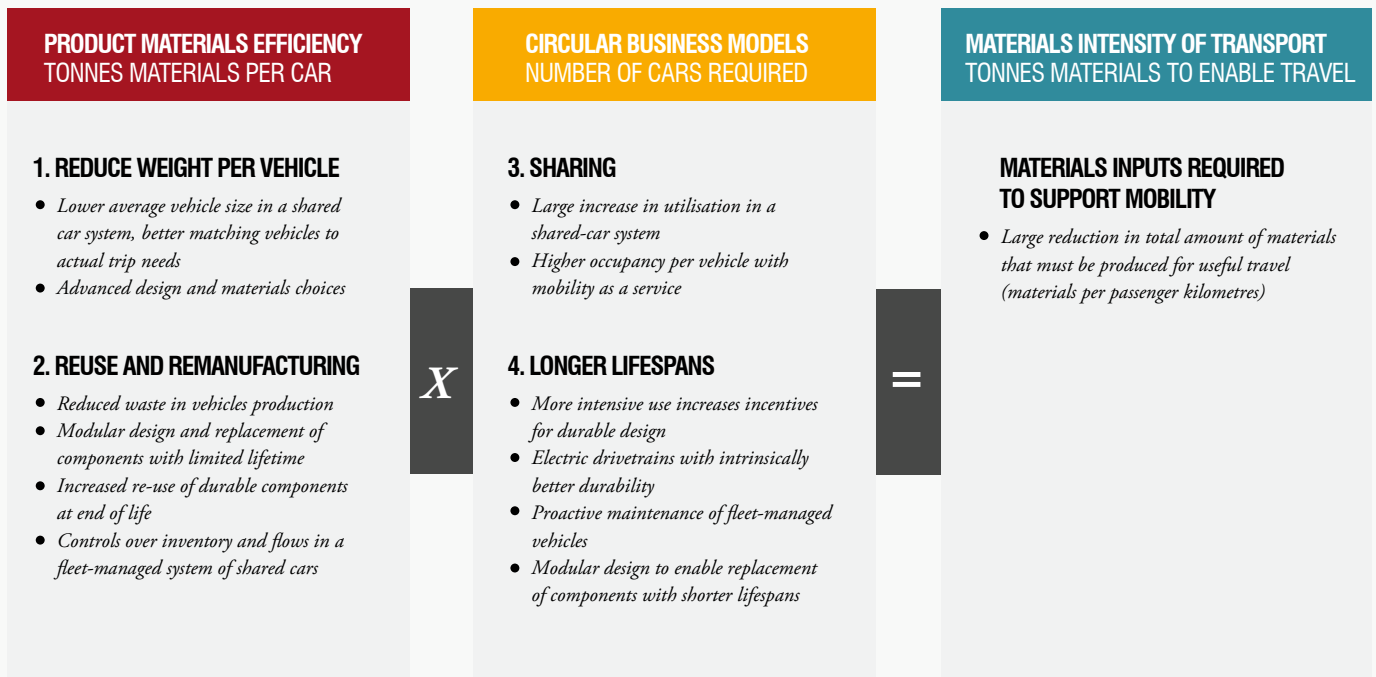 PRODUCT MATERIALS EFFICIENCY
TONNES MATERIALS PER CAR
1. REDUCE WEIGHT PER VEHICLE
• Lower average vehicle size in a shared
car system, better matching vehicles to
actual trip needs
• Advanced design and materials choices
2. REUSE AND REMANUFACTURING
• Reduced waste in vehicles production
• Modular design and replacement of
components with limited lifetime
• Increased re-use of durable components
at end of life
• Controls over inventory and flows in a
fleet-managed system of shared cars
X
CIRCULAR BUSINESS MODELS
NUMBER OF CARS REQUIRED
3. SHARING
• Large increase in utilisation in a
shared-car system
• Higher occupancy per vehicle with
mobility as a service
4. LONGER LIFESPANS
• More intensive use increases incentives
for durable design
• Electric drivetrains with intrinsically
better durability
• Proactive maintenance of fleet-managed
vehicles
• Modular design to enable replacement
of components with shorter lifespans
=
MATERIALS INTENSITY OF TRANSPORT
TONNES MATERIALS TO ENABLE TRAVEL
MATERIALS INPUTS REQUIRED
TO SUPPORT MOBILITY
• Large reduction in total amount of materials
that must be produced for useful travel
(materials per passenger kilometres)